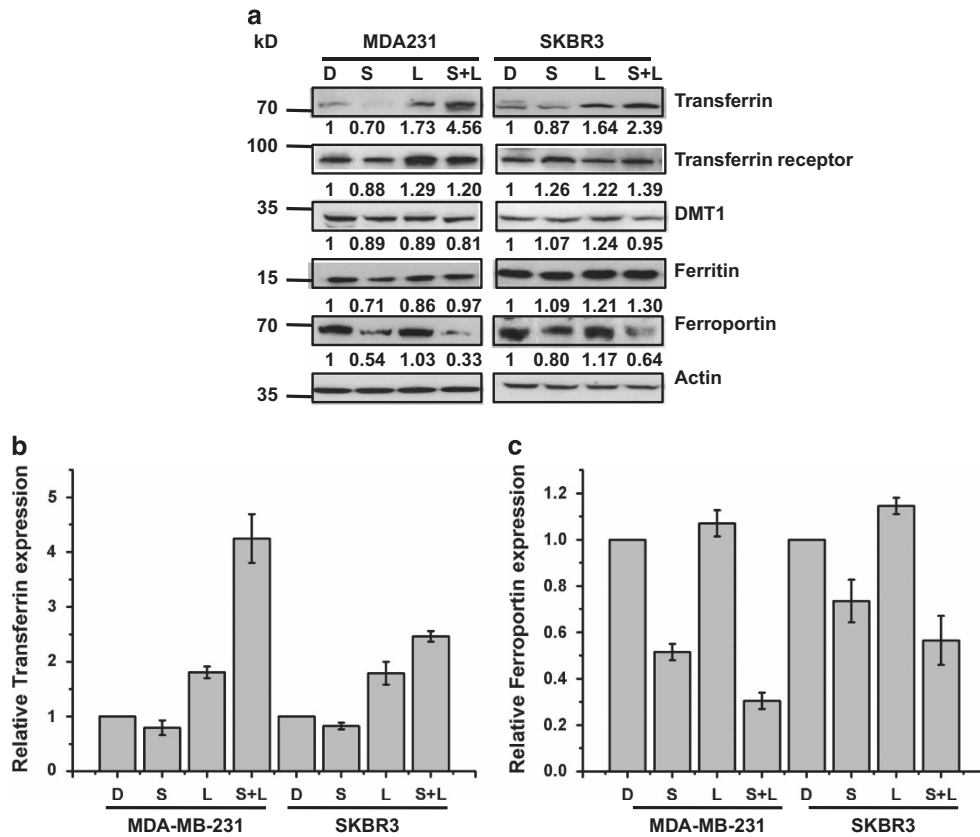 a
kD MDA231 SKBR3
D S L S+L D S L S+L
70 Transferrin
1 0.70 1.73 4.56 1 0.87 1.64 2.39
100 Transferrin receptor
1 0.88 1.29 1.20 1 1.26 1.22 1.39
35 DMT1
1 0.89 0.89 0.81 1 1.07 1.24 0.95
15 Ferritin
1 0.71 0.86 0.97 1 1.09 1.21 1.30
70 Ferroportin
1 0.54 1.03 0.33 1 0.80 1.17 0.64
35 Actin
b
Relative Transferrin expression
5
4
3
2
1
0
D S L S+L D S L S+L
MDA-MB-231 SKBR3
c
Relative Ferroportin expression
1.2
1.0
0.8
0.6
0.4
0.2
0.0
D S L S+L D S L S+L
MDA-MB-231 SKBR3